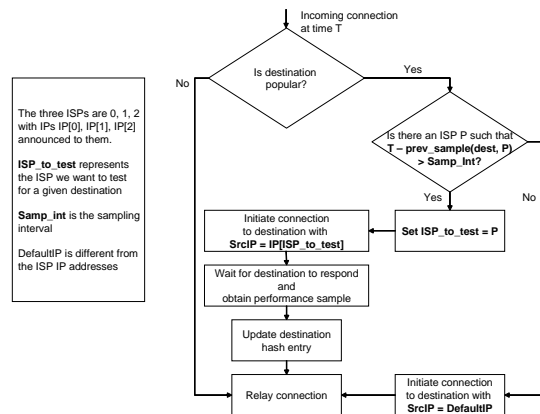 Incoming connection
at time T
Is destination
popular?
No
Yes
The three ISPs are 0, 1, 2
with IPs IP[0], IP[1], IP[2]
announced to them.
ISP_to_test represents
the ISP we want to test
for a given destination
Samp_int is the sampling
interval
DefaultIP is different from
the ISP IP addresses
Is there an ISP P such that
T – prev_sample(dest, P)
> Samp_Int?
Yes
No
Set ISP_to_test = P
Initiate connection
to destination with
SrcIP = IP[ISP_to_test]
Wait for destination to respond
and
obtain performance sample
Update destination
hash entry
Relay connection
Initiate connection
to destination with
SrcIP = DefaultIP